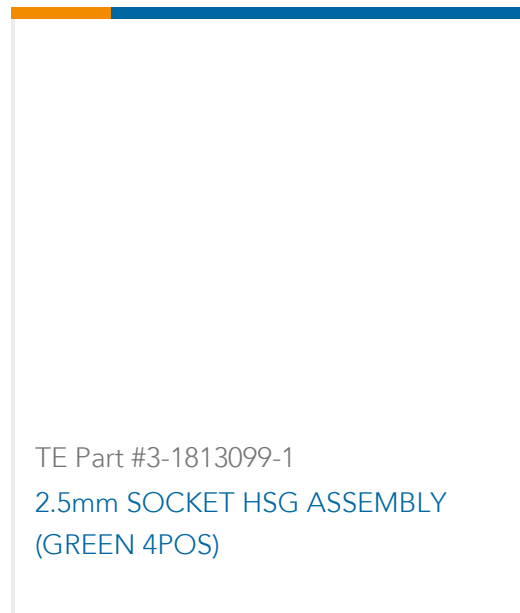 TE Part #3-1813099-1
2.5mm SOCKET HSG ASSEMBLY
(GREEN 4POS)